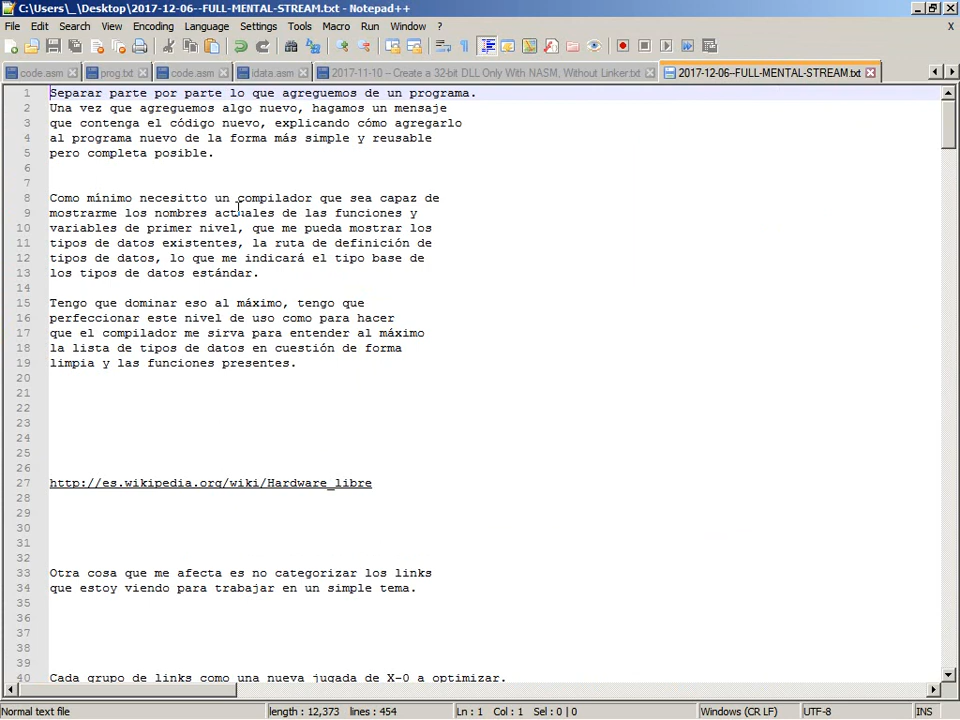 C:\Users\_\Desktop\2017-12-06--FULL-MENTAL-STREAM.txt - Notepad++
File Edit Search View Encoding Language Settings Tools Macro Run Window ? X
code.asm prog.txt code.asm idata.asm 2017-11-10 – Create a 32-bit DLL Only With NASM, Without Linker.txt 2017-12-06–FULL-MENTAL-STREAM.txt
1 Separar parte por parte lo que agreguemos de un programa.
2 Una vez que agreguemos algo nuevo, hagamos un mensaje
3 que contenga el código nuevo, explicando cómo agregarlo
4 al programa nuevo de la forma más simple y reusable
5 pero completa posible.
6
7
8 Como mínimo necesitto un compilador que sea capaz de
9 mostrarme los nombres actuales de las funciones y
10 variables de primer nivel, que me pueda mostrar los
11 tipos de datos existentes, la ruta de definición de
12 tipos de datos, lo que me indicará el tipo base de
13 los tipos de datos estándar.
14
15 Tengo que dominar eso al máximo, tengo que
16 perfeccionar este nivel de uso como para hacer
17 que el compilador me sirva para entender al máximo
18 la lista de tipos de datos en cuestión de forma
19 limpia y las funciones presentes.
20
21
22
23
24
25
26
27 http://es.wikipedia.org/wiki/Hardware_libre
28
29
30
31
32
33 Otra cosa que me afecta es no categorizar los links
34 que estoy viendo para trabajar en un simple tema.
35
36
37
38
39
40 Cada grupo de links como una nueva jugada de X-0 a optimizar.
Normal text file length : 12,373 lines : 454 Ln : 1 Col : 1 Sel : 0 | 0 Windows (CR LF) UTF-8 INS